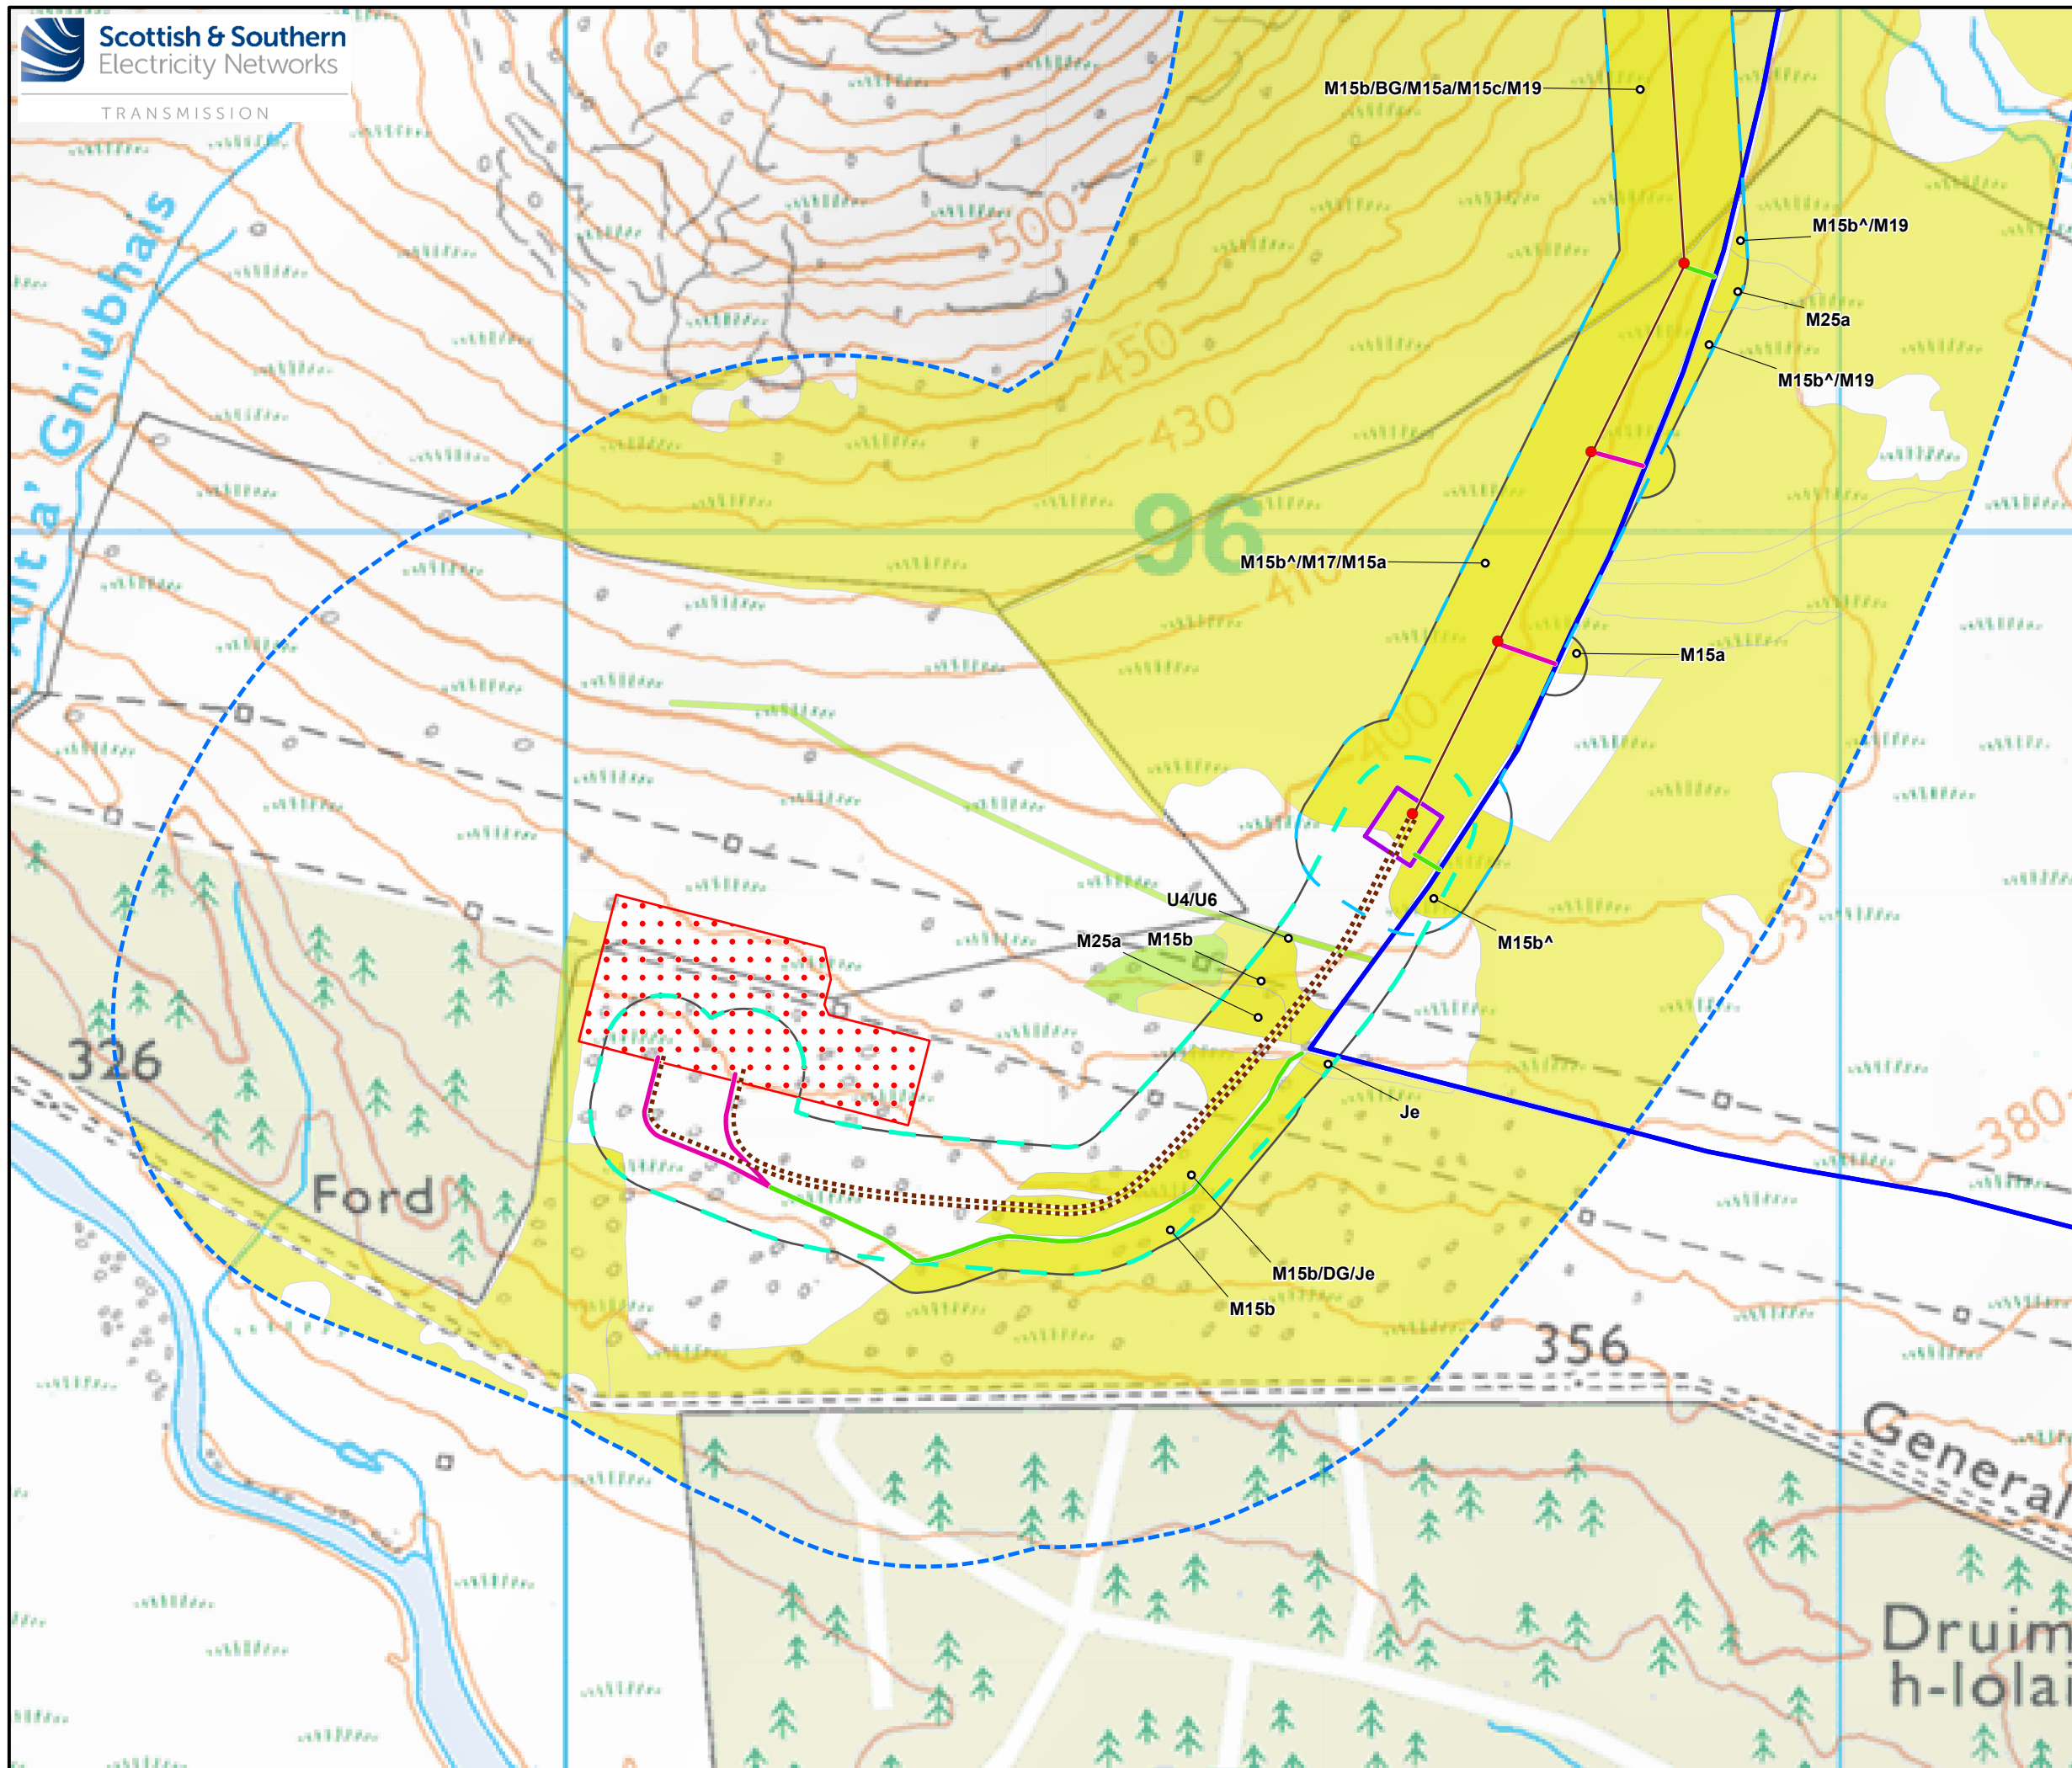 Scottish & Southern
Electricity Networks
TRANSMISSION
M15b/BG/M15a/M15c/M19
Allt a' Ghiubhais
500
M15b^/M19
M25a
450
M15b^/M19
430
96
M15b^/M17/M15a
410
M15a
400
390
U4/U6
M25a
M15b
M15b^
326
Je
380
Ford
M15b/DG/Je
M15b
356
General
Druim
h-Iolai